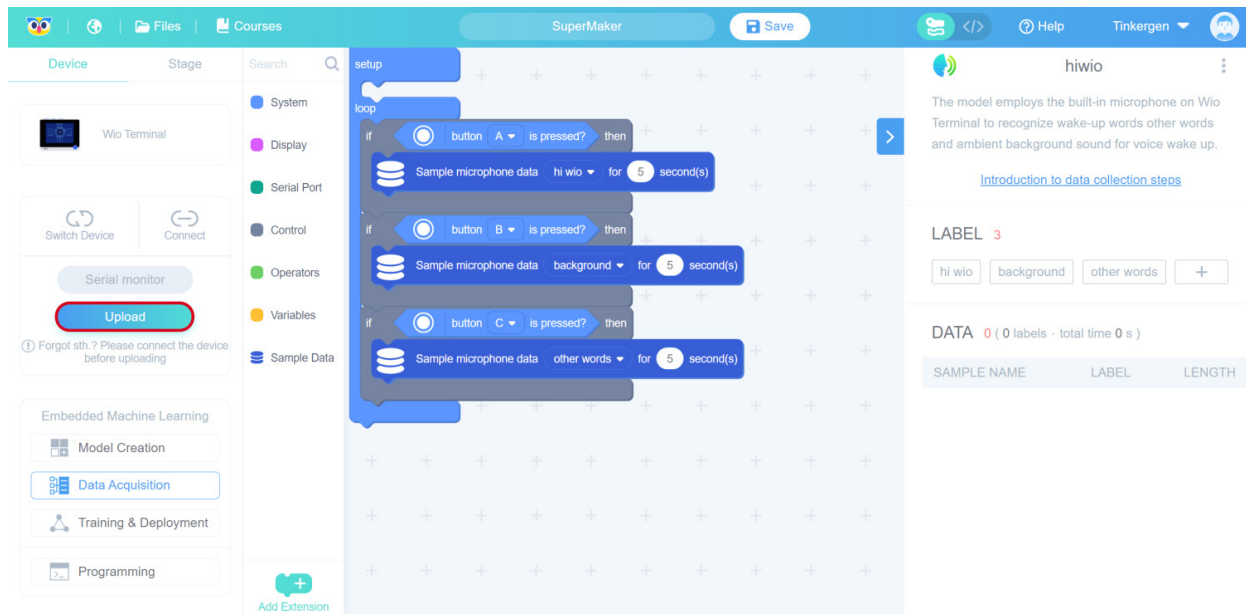 Files
Courses
SuperMaker
Save
</>
Help
Tinkergen
Device
Stage
Wio Terminal
Switch Device
Connect
Serial monitor
Upload
Forgot sth.? Please connect the device
before uploading
Embedded Machine Learning
Model Creation
Data Acquisition
Training & Deployment
Programming
Search
System
Display
Serial Port
Control
Operators
Variables
Sample Data
Add Extension
setup
loop
if button A is pressed? then
Sample microphone data hi wio for 5 second(s)
if button B is pressed? then
Sample microphone data background for 5 second(s)
if button C is pressed? then
Sample microphone data other words for 5 second(s)
hiwio
The model employs the built-in microphone on Wio
Terminal to recognize wake-up words other words
and ambient background sound for voice wake up.
Introduction to data collection steps
LABEL 3
hi wio background other words +
DATA 0 ( 0 labels · total time 0 s )
SAMPLE NAME LABEL LENGTH